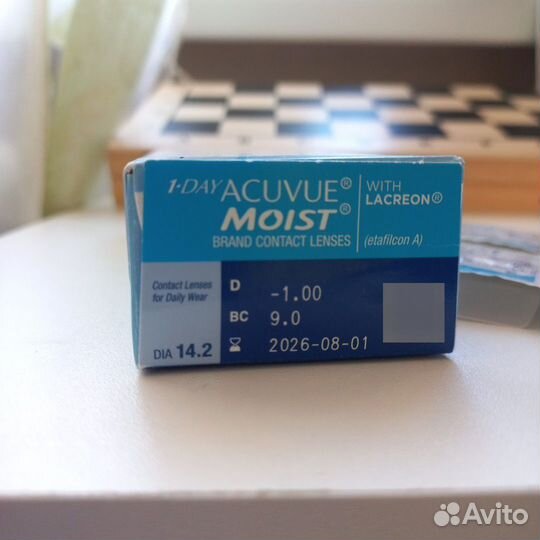 1·DAY ACUVUE®
MOIST®
BRAND CONTACT LENSES
WITH
LACREON®
(etafilcon A)
Contact Lenses
for Daily Wear
DIA 14.2
D -1.00
BC 9.0
2026-08-01
Avito